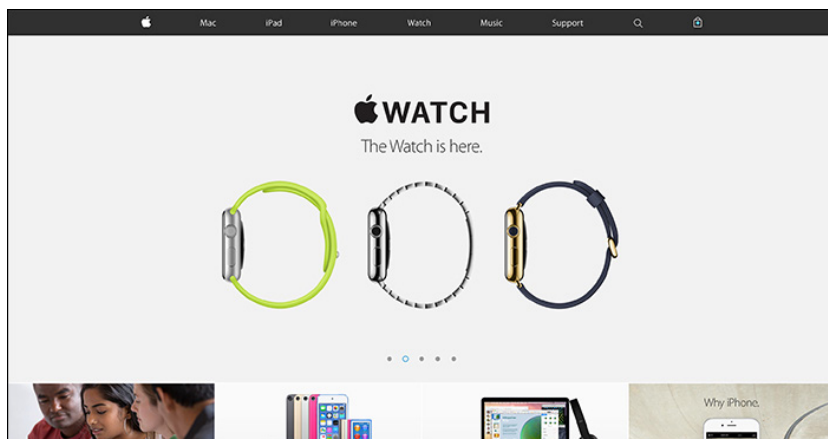 Mac iPad iPhone Watch Music Support
WATCH
The Watch is here.
Why iPhone.